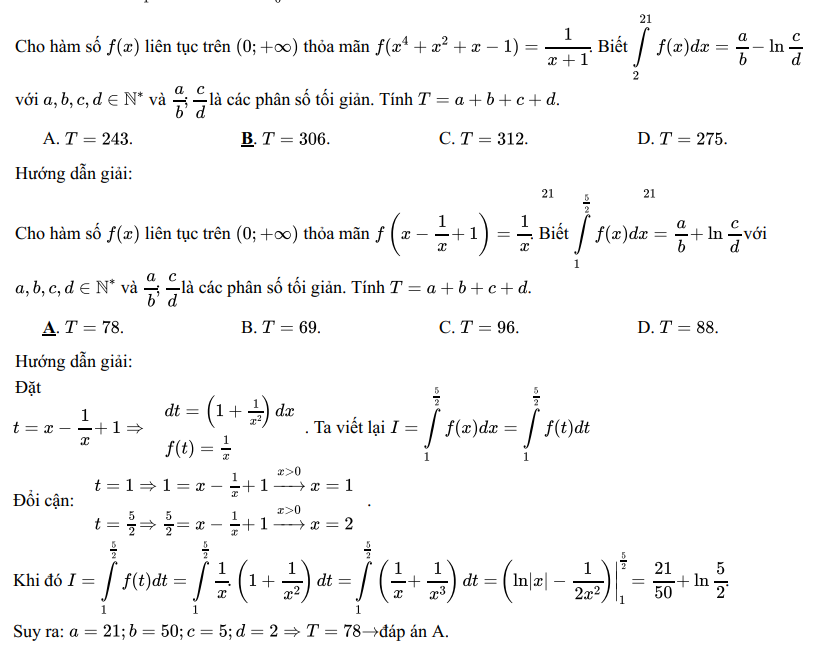 Cho hàm số f(x) liên tục trên (0; +∞) thỏa mãn f(x⁴ + x² + x − 1) = 1/(x + 1). Biết ∫₂²¹ f(x)dx = a/b − ln c/d
với a, b, c, d ∈ ℕ* và a/b; c/d là các phân số tối giản. Tính T = a + b + c + d.
A. T = 243. B. T = 306. C. T = 312. D. T = 275.
Hướng dẫn giải:
21 21
Cho hàm số f(x) liên tục trên (0; +∞) thỏa mãn f(x − 1/x + 1) = 1/x. Biết ∫₁^(5/2) f(x)dx = a/b + ln c/d với
a, b, c, d ∈ ℕ* và a/b; c/d là các phân số tối giản. Tính T = a + b + c + d.
A. T = 78. B. T = 69. C. T = 96. D. T = 88.
Hướng dẫn giải:
Đặt
t = x − 1/x + 1 ⇒ dt = (1 + 1/x²) dx
f(t) = 1/x
. Ta viết lại I = ∫₁^(5/2) f(x)dx = ∫₁^(5/2) f(t)dt
Đổi cận: t = 1 ⇒ 1 = x − 1/x + 1 —x>0→ x = 1
t = 5/2 ⇒ 5/2 = x − 1/x + 1 —x>0→ x = 2 .
Khi đó I = ∫₁^(5/2) f(t)dt = ∫₁^(5/2) 1/x. (1 + 1/x²) dt = ∫₁^(5/2) (1/x + 1/x³) dt = (ln|x| − 1/(2x²))|₁^(5/2) = 21/50 + ln 5/2.
Suy ra: a = 21; b = 50; c = 5; d = 2 ⇒ T = 78→đáp án A.